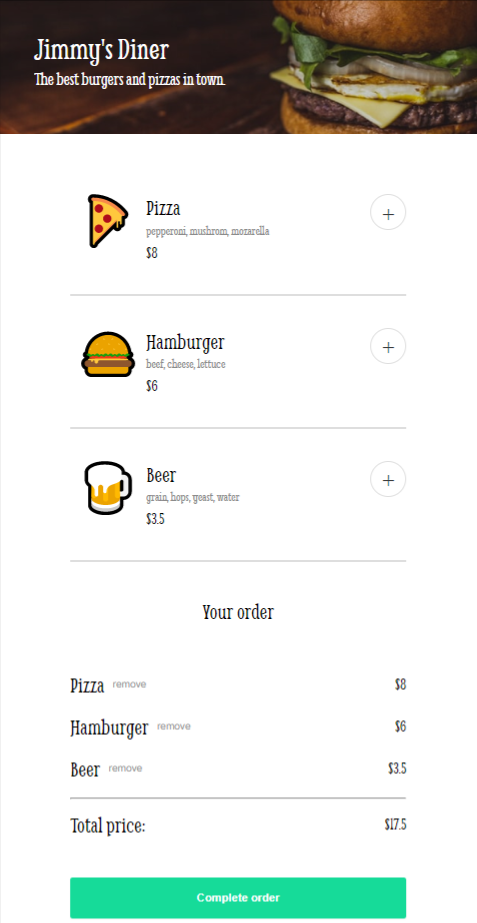 Jimmy's Diner
The best burgers and pizzas in town.
Pizza
pepperoni, mushrom, mozarella
$8
+
Hamburger
beef, cheese, lettuce
$6
+
Beer
grain, hops, yeast, water
$3.5
+
Your order
Pizza remove $8
Hamburger remove $6
Beer remove $3.5
Total price: $17.5
Complete order